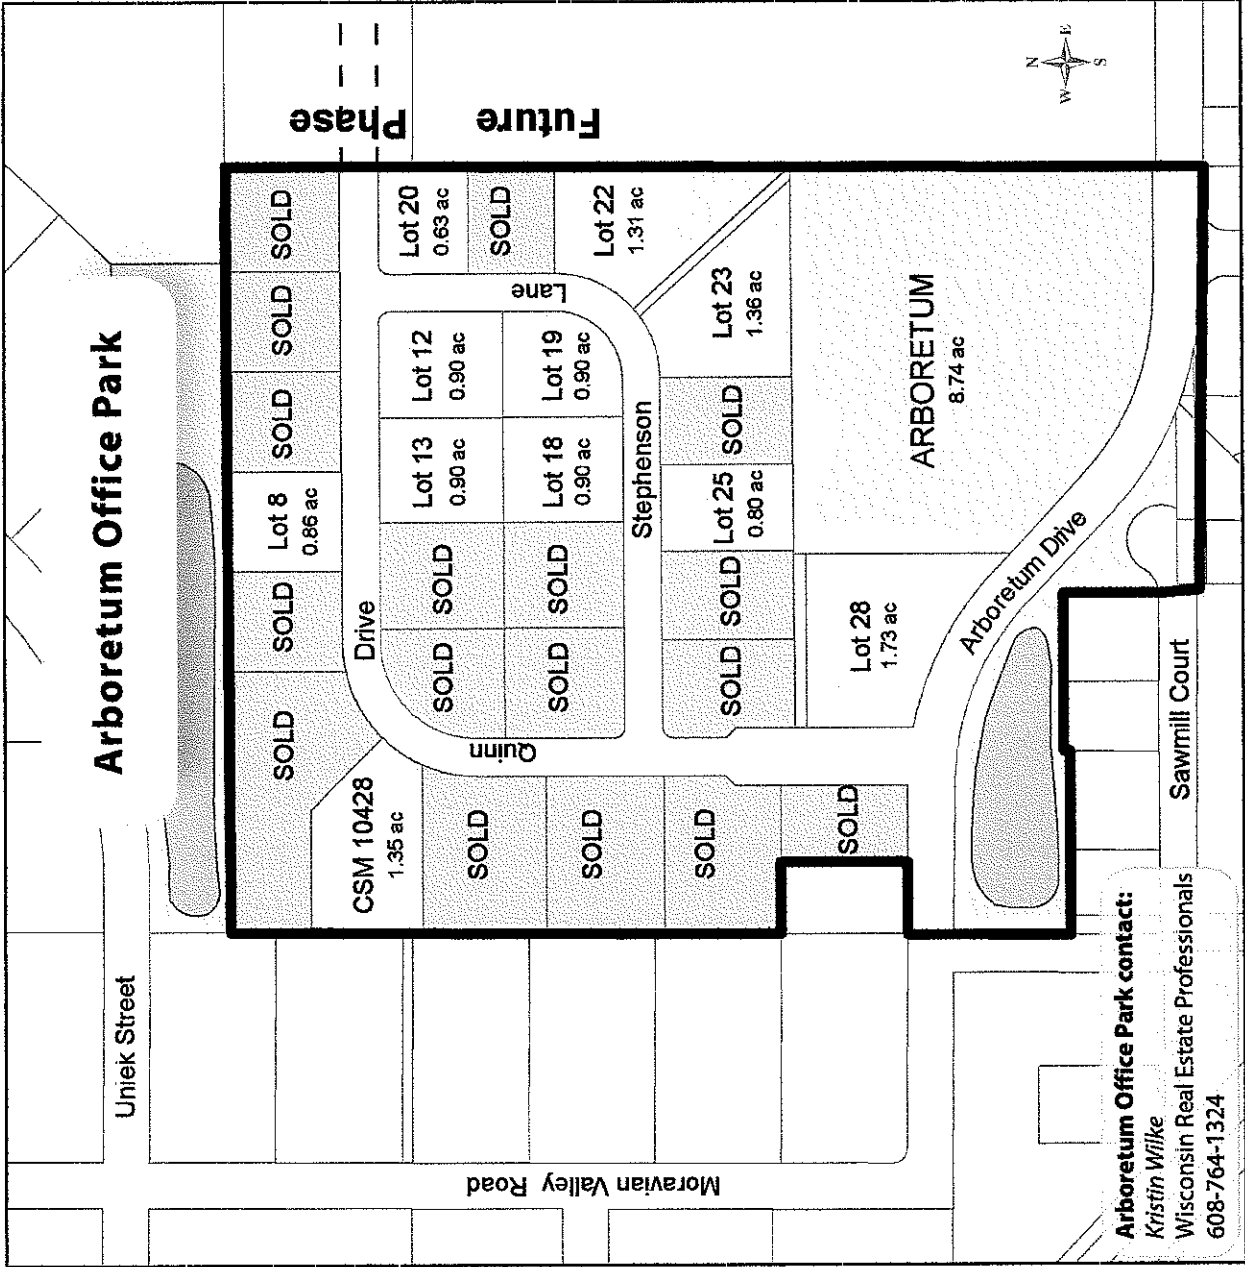 Arboretum Office Park
Uniek Street
SOLD
SOLD
Lot 8
0.86 ac
SOLD
SOLD
SOLD
Phase
Future
Drive
CSM 10428
1.35 ac
SOLD
SOLD
Lot 13
0.90 ac
Lot 12
0.90 ac
Lot 20
0.63 ac
SOLD
Quinn
Lane
SOLD
SOLD
SOLD
SOLD
Lot 18
0.90 ac
Lot 19
0.90 ac
Lot 22
1.31 ac
Moravian Valley Road
Stephenson
SOLD
SOLD
SOLD
Lot 25
0.80 ac
SOLD
Lot 23
1.36 ac
SOLD
Lot 28
1.73 ac
ARBORETUM
8.74 ac
Arboretum Drive
N
W
E
S
Sawmill Court
Arboretum Office Park contact:
Kristin Wilke
Wisconsin Real Estate Professionals
608-764-1324